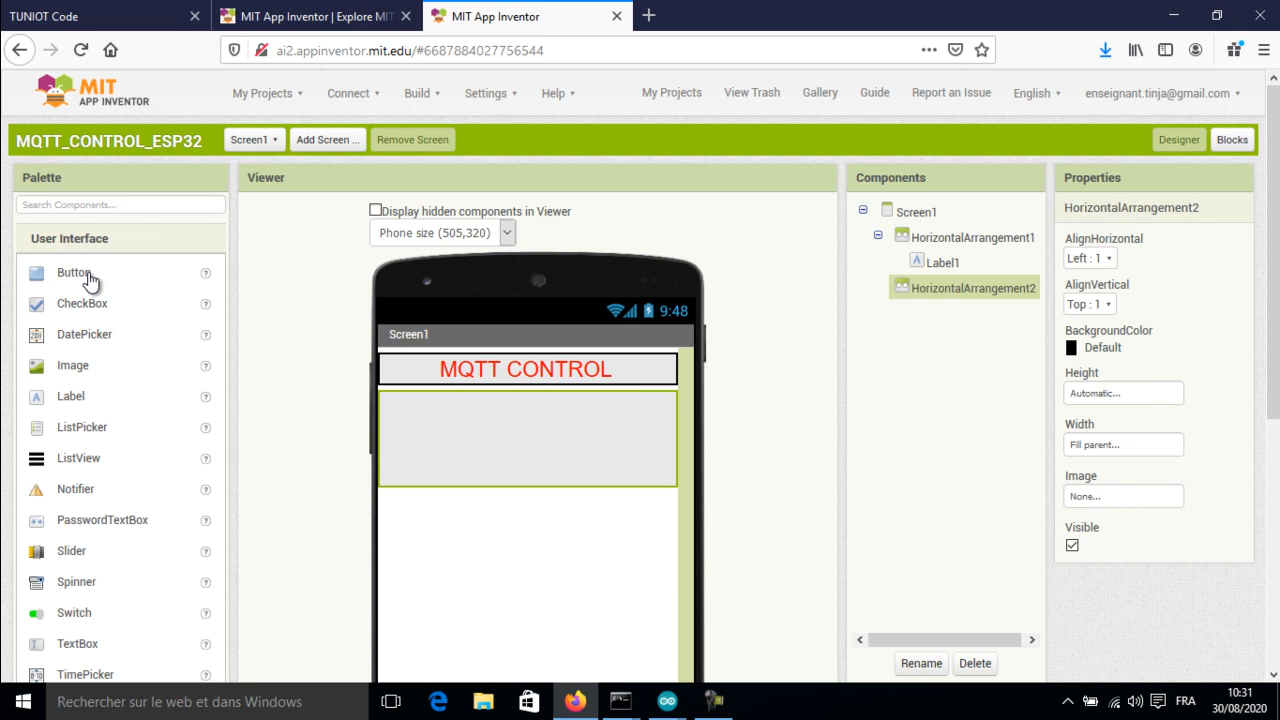 TUNIOT Code
MIT App Inventor | Explore MIT
MIT App Inventor
ai2.appinventor.mit.edu/#6687884027756544
MIT
APP INVENTOR
My Projects
Connect
Build
Settings
Help
My Projects
View Trash
Gallery
Guide
Report an Issue
English
enseignant.tinja@gmail.com
MQTT_CONTROL_ESP32
Screen1
Add Screen ...
Remove Screen
Designer
Blocks
Palette
Search Components...
User Interface
Button
CheckBox
DatePicker
Image
Label
ListPicker
ListView
Notifier
PasswordTextBox
Slider
Spinner
Switch
TextBox
TimePicker
Viewer
Display hidden components in Viewer
Phone size (505,320)
9:48
Screen1
MQTT CONTROL
Components
Screen1
HorizontalArrangement1
A Label1
HorizontalArrangement2
Rename
Delete
Properties
HorizontalArrangement2
AlignHorizontal
Left : 1
AlignVertical
Top : 1
BackgroundColor
Default
Height
Automatic...
Width
Fill parent...
Image
None...
Visible
Rechercher sur le web et dans Windows
FRA
10:31
30/08/2020